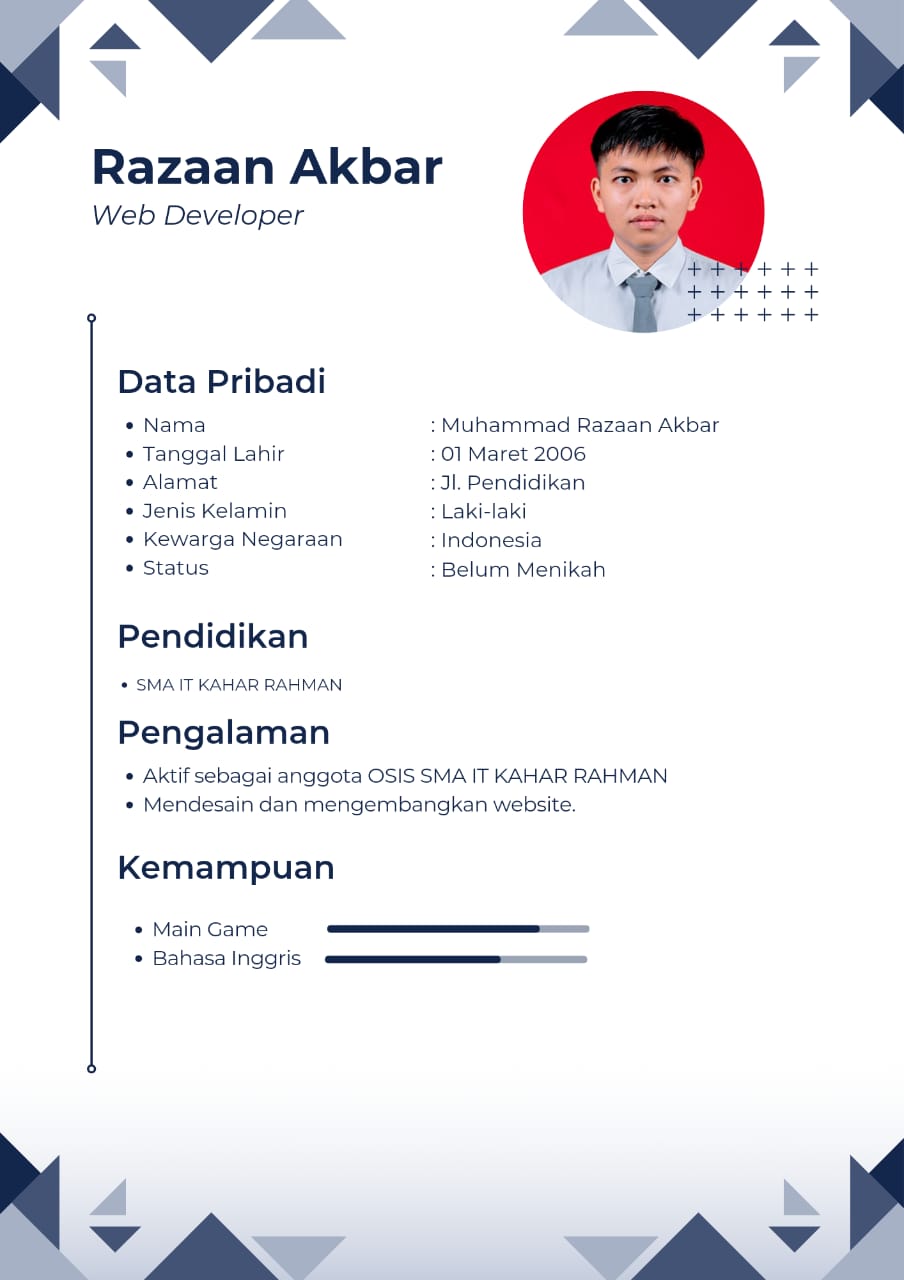 Razaan Akbar
Web Developer
Data Pribadi
• Nama : Muhammad Razaan Akbar
• Tanggal Lahir : 01 Maret 2006
• Alamat : Jl. Pendidikan
• Jenis Kelamin : Laki-laki
• Kewarga Negaraan : Indonesia
• Status : Belum Menikah
Pendidikan
• SMA IT KAHAR RAHMAN
Pengalaman
• Aktif sebagai anggota OSIS SMA IT KAHAR RAHMAN
• Mendesain dan mengembangkan website.
Kemampuan
• Main Game
• Bahasa Inggris